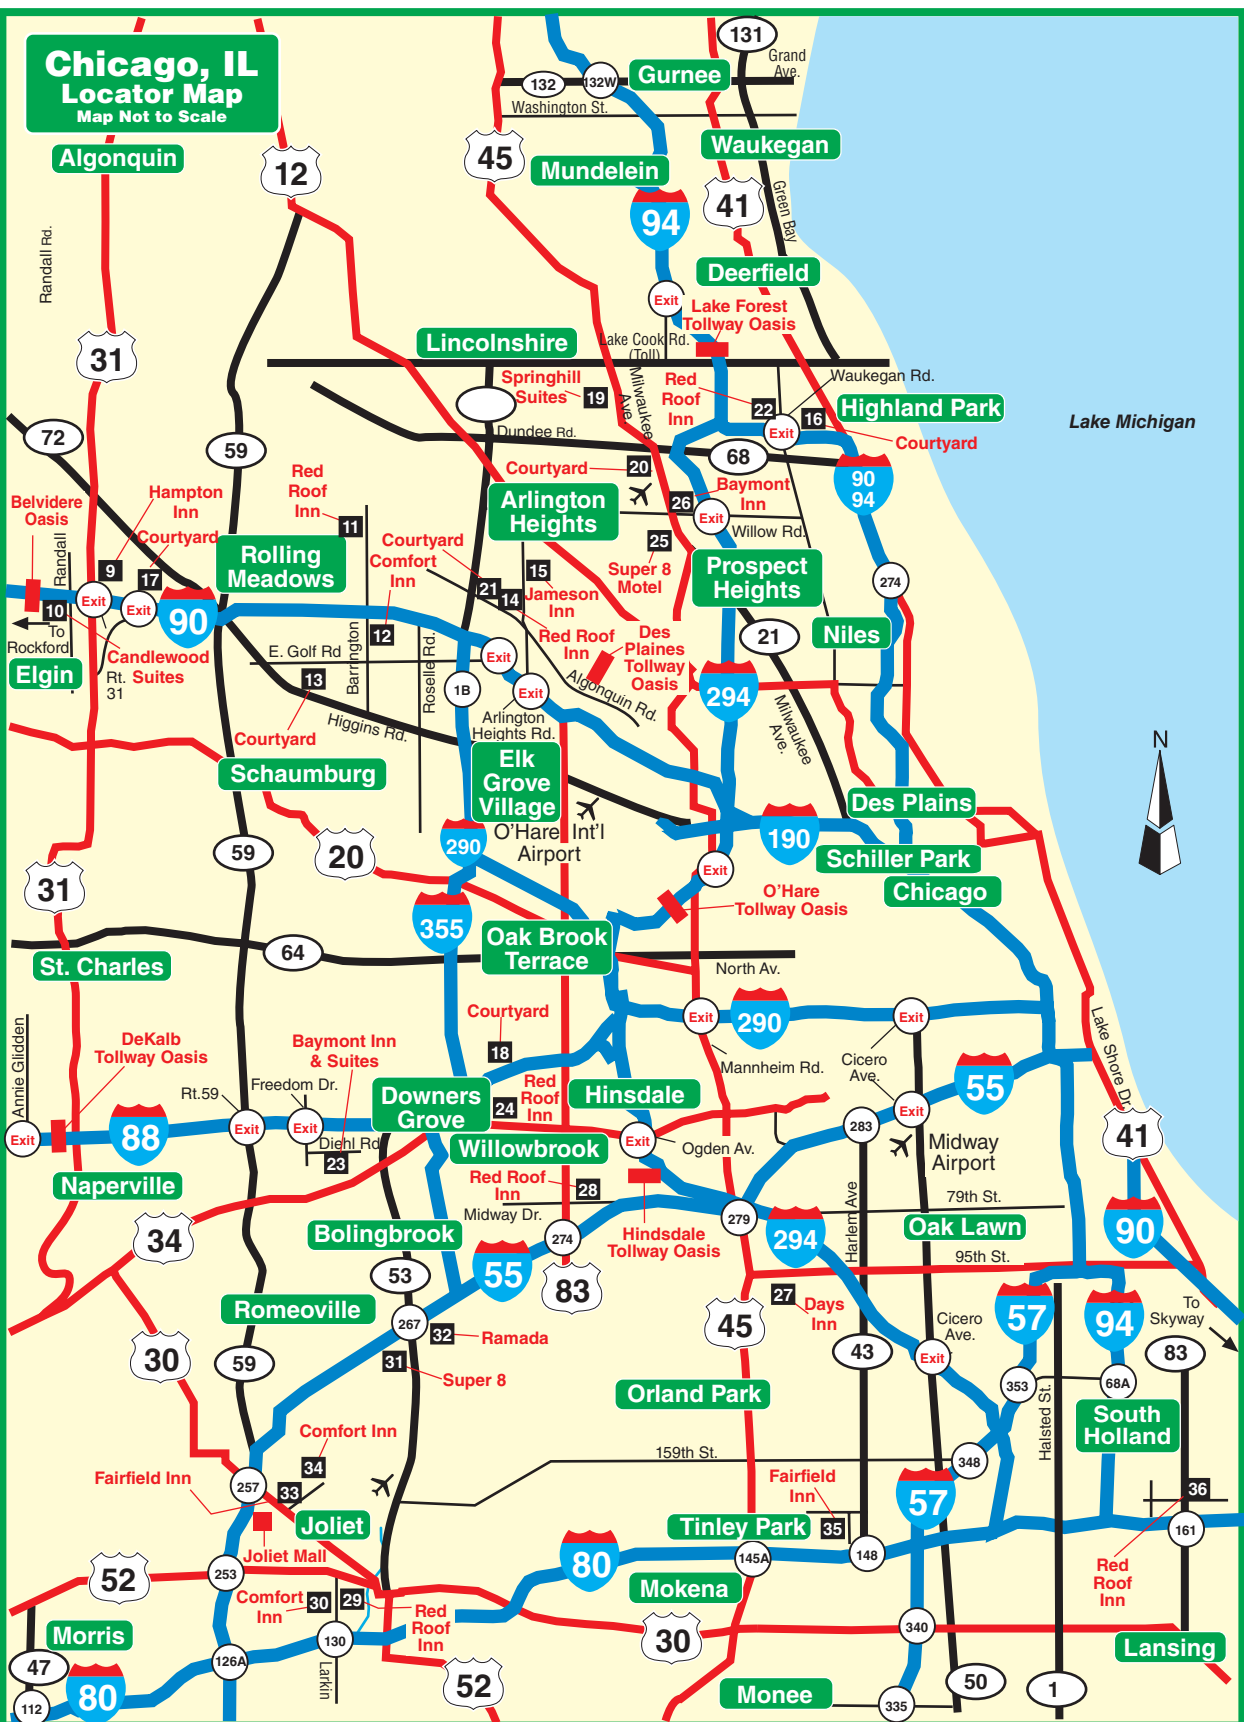 Chicago, IL
Locator Map
Map Not to Scale
131
Grand
Ave.
132
132W
Gurnee
Washington St.
Algonquin
12
45
Mundelein
Waukegan
94
41
Green Bay
Randall Rd.
Deerfield
Exit
Lake Forest
Tollway Oasis
31
Lincolnshire
Lake Cook Rd.
(Toll)
Milwaukee
Ave.
Waukegan Rd.
Springhill
Suites
19
Red
Roof
Inn
22
16
Highland Park
Courtyard
Exit
Lake Michigan
72
59
Dundee Rd.
68
Courtyard
20
90
94
Belvidere
Oasis
Hampton
Inn
Red
Roof
Inn
11
Arlington
Heights
26
Baymont
Inn
Exit
Willow Rd.
Courtyard
17
9
Randall
10
Exit
Exit
90
Rolling
Meadows
Courtyard
Comfort
Inn
21
14
15
Jameson
Inn
25
Super 8
Motel
Prospect
Heights
274
To
Rockford
Elgin
Candlewood
Suites
Rt.
31
E. Golf Rd
Barrington
12
Roselle Rd.
Red Roof
Inn
Des
Plaines
Tollway
Oasis
21
Niles
13
Courtyard
Higgins Rd.
1B
Exit
Exit
Arlington
Heights Rd.
Algonquin Rd.
294
Milwaukee
Ave.
N
Schaumburg
Elk
Grove
Village
Des Plains
59
20
290
O'Hare Int'l
Airport
190
Schiller Park
31
Exit
Chicago
355
O'Hare
Tollway Oasis
St. Charles
64
Oak Brook
Terrace
North Av.
Annie Glidden
DeKalb
Tollway Oasis
Baymont Inn
& Suites
Courtyard
18
Exit
290
Exit
Mannheim Rd.
Cicero
Ave.
55
Lake Shore Dr.
Rt.59
Freedom Dr.
Exit
88
Exit
Exit
Diehl Rd
23
Downers
Grove
24
Red
Roof
Inn
Hinsdale
Exit
Willowbrook
Ogden Av.
283
Exit
Midway
Airport
41
Naperville
Red Roof
Inn
28
Midway Dr.
279
Harlem Ave
79th St.
34
Bolingbrook
274
55
83
Hindsdale
Tollway Oasis
294
Oak Lawn
90
95th St.
53
Romeoville
267
32
Ramada
27
Days
Inn
57
94
To
Skyway
30
59
31
Super 8
45
43
Cicero
Ave.
Exit
83
Orland Park
353
68A
Halsted St.
South
Holland
Comfort Inn
159th St.
348
Fairfield Inn
257
34
33
Fairfield
Inn
57
36
Joliet
Tinley Park
35
161
Joliet Mall
52
253
80
145A
148
Mokena
Red
Roof
Inn
Comfort
Inn
30
29
Red
Roof
Inn
Morris
130
30
340
Lansing
47
80
126A
Larkin
52
Monee
335
50
1
112